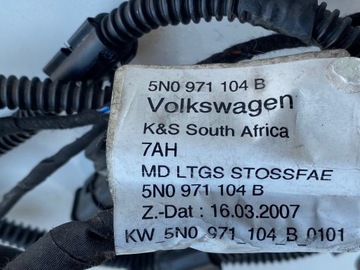 5N0 971 104 B
Volkswagen
K&S South Africa
7AH
MD LTGS STOSSFAE
5N0 971 104 B
Z.-Dat : 16.03.2007
KW_5N0_971_104_B_0101